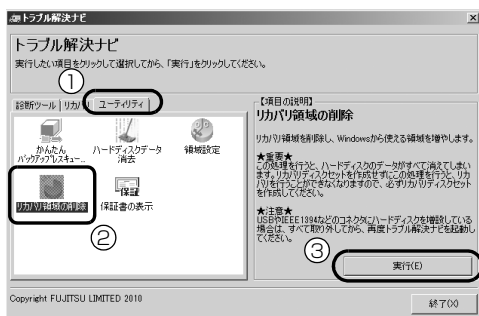 トラブル解決ナビ
トラブル解決ナビ
実行したい項目をクリックして選択してから、「実行」をクリックしてください。
①
診断ツール
リカバリ
ユーティリティ
かんたん
バックアップレスキュー...
ハードディスクデータ
消去
領域設定
リカバリ領域の削除
保証
保証書の表示
②
【項目の説明】
リカバリ領域の削除
リカバリ領域を削除し、Windowsから使える領域を増やします。
★重要★
この処理を行うと、ハードディスクのデータがすべて消えてしまい
ます。リカバリディスクセットを作成せずにこの処理を行うと、リカ
バリを行うことができなくなりますので、必ずリカバリディスクセット
を作成してください。
★注意★
USBやIEEE1394などのコネクタにハードディスクを増設している
場合は、すべて取り外してから、再度トラブル解決ナビを起動し
てください。
③
実行(E)
Copyright FUJITSU LIMITED 2010
終了(X)